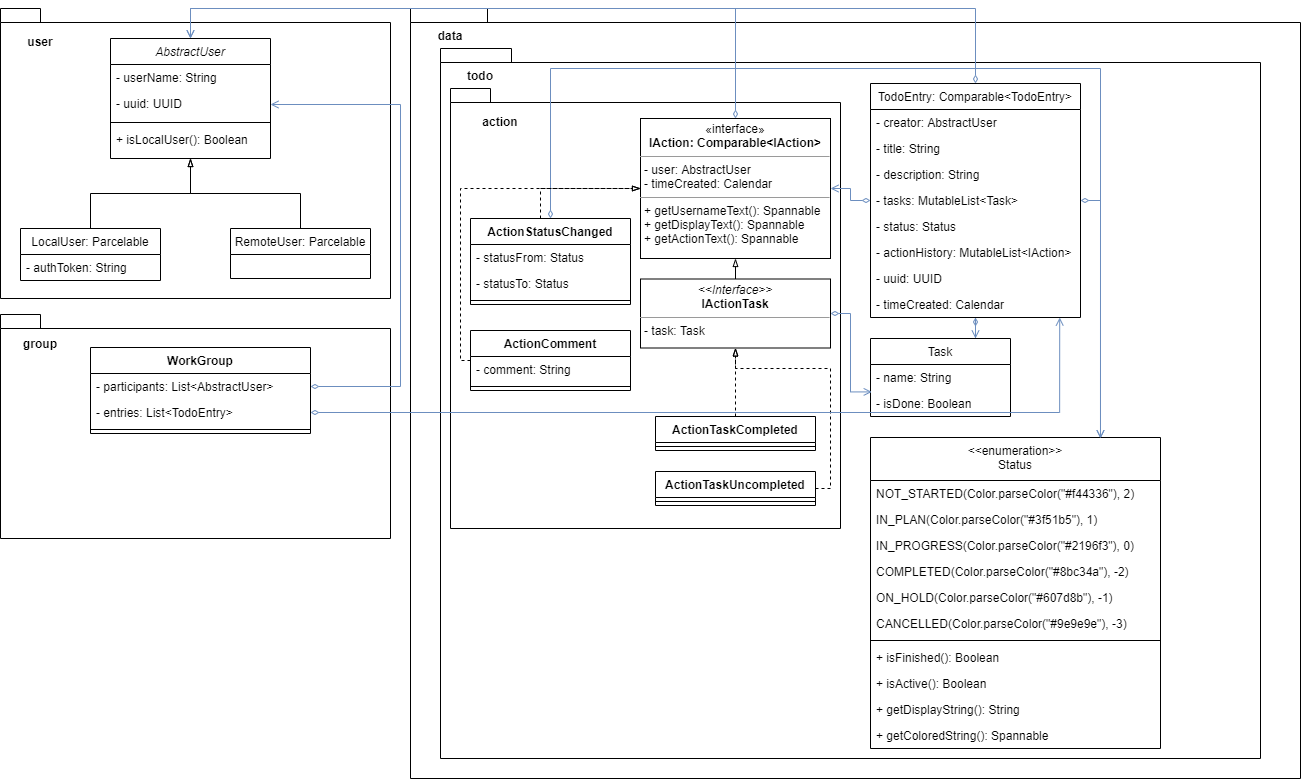 user
AbstractUser
- userName: String
- uuid: UUID
+ isLocalUser(): Boolean
LocalUser: Parcelable
- authToken: String
RemoteUser: Parcelable
group
WorkGroup
- participants: List<AbstractUser>
- entries: List<TodoEntry>
data
todo
action
«interface»
IAction: Comparable<IAction>
- user: AbstractUser
- timeCreated: Calendar
+ getUsernameText(): Spannable
+ getDisplayText(): Spannable
+ getActionText(): Spannable
ActionStatusChanged
- statusFrom: Status
- statusTo: Status
<<Interface>>
IActionTask
- task: Task
ActionComment
- comment: String
ActionTaskCompleted
ActionTaskUncompleted
TodoEntry: Comparable<TodoEntry>
- creator: AbstractUser
- title: String
- description: String
- tasks: MutableList<Task>
- status: Status
- actionHistory: MutableList<IAction>
- uuid: UUID
- timeCreated: Calendar
Task
- name: String
- isDone: Boolean
<<enumeration>>
Status
NOT_STARTED(Color.parseColor("#f44336"), 2)
IN_PLAN(Color.parseColor("#3f51b5"), 1)
IN_PROGRESS(Color.parseColor("#2196f3"), 0)
COMPLETED(Color.parseColor("#8bc34a"), -2)
ON_HOLD(Color.parseColor("#607d8b"), -1)
CANCELLED(Color.parseColor("#9e9e9e"), -3)
+ isFinished(): Boolean
+ isActive(): Boolean
+ getDisplayString(): String
+ getColoredString(): Spannable